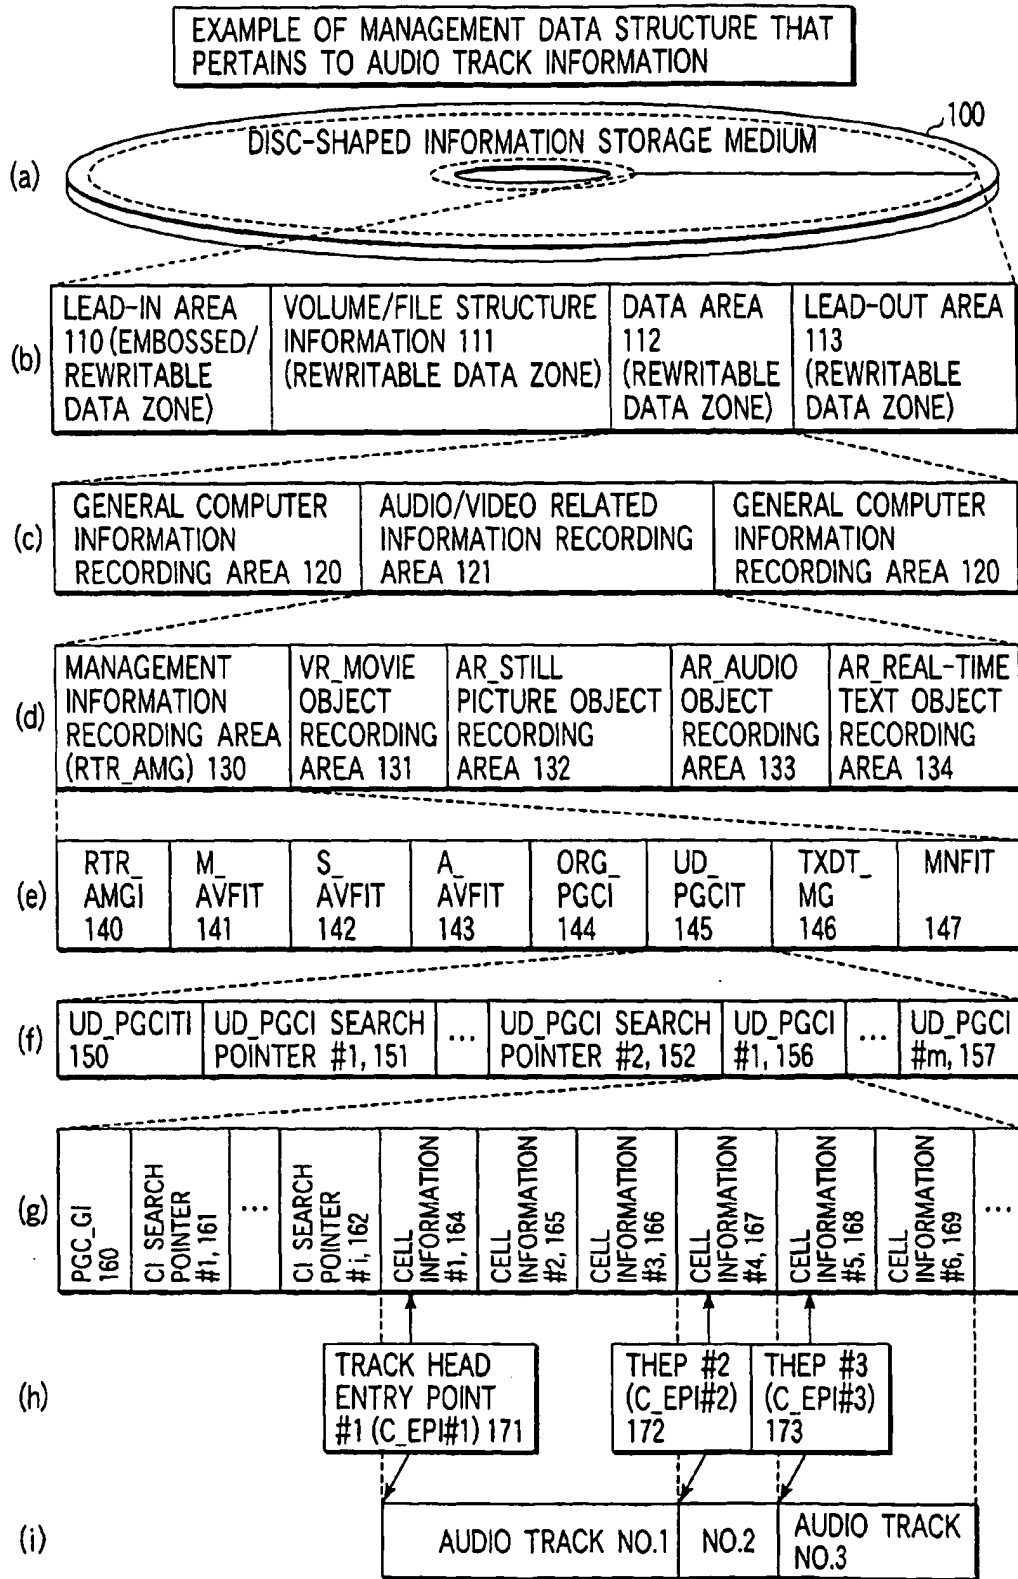 EXAMPLE OF MANAGEMENT DATA STRUCTURE THAT
PERTAINS TO AUDIO TRACK INFORMATION
100
(a)
DISC-SHAPED INFORMATION STORAGE MEDIUM
(b)
LEAD-IN AREA
110 (EMBOSSED/
REWRITABLE
DATA ZONE)
VOLUME/FILE STRUCTURE
INFORMATION 111
(REWRITABLE DATA ZONE)
DATA AREA
112
(REWRITABLE
DATA ZONE)
LEAD-OUT AREA
113
(REWRITABLE
DATA ZONE)
(c)
GENERAL COMPUTER
INFORMATION
RECORDING AREA 120
AUDIO/VIDEO RELATED
INFORMATION RECORDING
AREA 121
GENERAL COMPUTER
INFORMATION
RECORDING AREA 120
(d)
MANAGEMENT
INFORMATION
RECORDING AREA
(RTR_AMG) 130
VR_MOVIE
OBJECT
RECORDING
AREA 131
AR_STILL
PICTURE OBJECT
RECORDING
AREA 132
AR_AUDIO
OBJECT
RECORDING
AREA 133
AR_REAL-TIME
TEXT OBJECT
RECORDING
AREA 134
(e)
RTR_
AMGI
140
M_
AVFIT
141
S_
AVFIT
142
A_
AVFIT
143
ORG_
PGCI
144
UD_
PGCIT
145
TXDT_
MG
146
MNFIT
147
(f)
UD_PGCITI
150
UD_PGCI SEARCH
POINTER #1, 151
...
UD_PGCI SEARCH
POINTER #2, 152
UD_PGCI
#1, 156
...
UD_PGCI
#m, 157
(g)
PGC_GI
160
CI SEARCH
POINTER
#1, 161
...
CI SEARCH
POINTER
#i, 162
CELL
INFORMATION
#1, 164
CELL
INFORMATION
#2, 165
CELL
INFORMATION
#3, 166
CELL
INFORMATION
#4, 167
CELL
INFORMATION
#5, 168
CELL
INFORMATION
#6, 169
...
(h)
TRACK HEAD
ENTRY POINT
#1 (C_EPI#1) 171
THEP #2
(C_EPI#2)
172
THEP #3
(C_EPI#3)
173
(i)
AUDIO TRACK NO.1
NO.2
AUDIO TRACK
NO.3